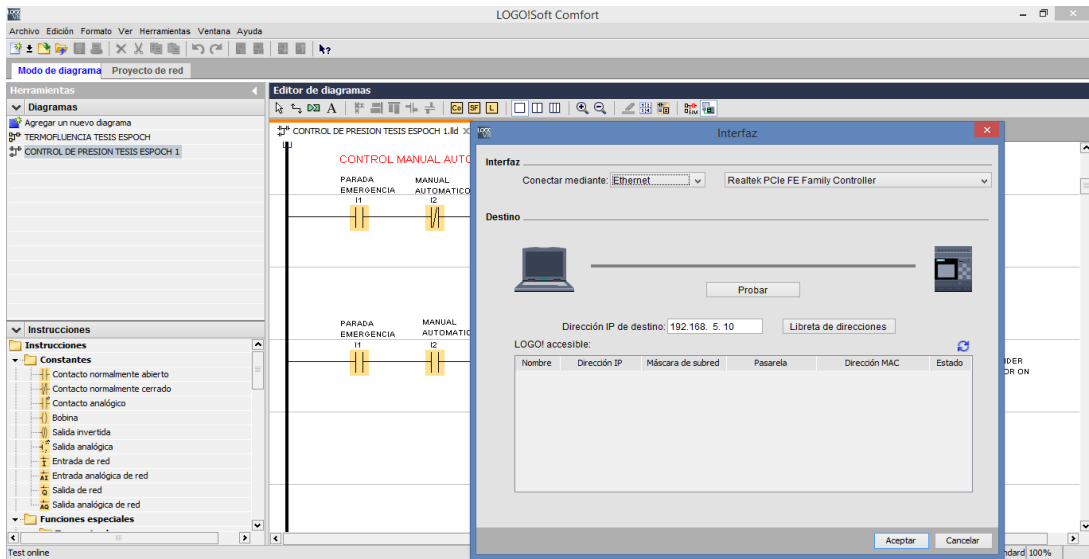 LOGO!Soft Comfort
Archivo Edición Formato Ver Herramientas Ventana Ayuda
Modo de diagrama Proyecto de red
Herramientas
Diagramas
Agregar un nuevo diagrama
TERMOFLUENCIA TESIS ESPOCH
CONTROL DE PRESION TESIS ESPOCH 1
Instrucciones
Instrucciones
Constantes
Contacto normalmente abierto
Contacto normalmente cerrado
Contacto analógico
Bobina
Salida invertida
Salida analógica
Entrada de red
Entrada analógica de red
Salida de red
Salida analógica de red
Funciones especiales
Test online
Editor de diagramas
A Co SF L
CONTROL DE PRESION TESIS ESPOCH 1.lld
CONTROL MANUAL AUTO
PARADA MANUAL
EMERGENCIA AUTOMATICO
I1 I2
PARADA MANUAL
EMERGENCIA AUTOMATIC
I1 I2
DER
OR ON
Interfaz
Interfaz
Conectar mediante: Ethernet Realtek PCIe FE Family Controller
Destino
Probar
Dirección IP de destino: 192.168. 5. 10 Libreta de direcciones
LOGO! accesible:
Nombre Dirección IP Máscara de subred Pasarela Dirección MAC Estado
Aceptar Cancelar
ndard 100%